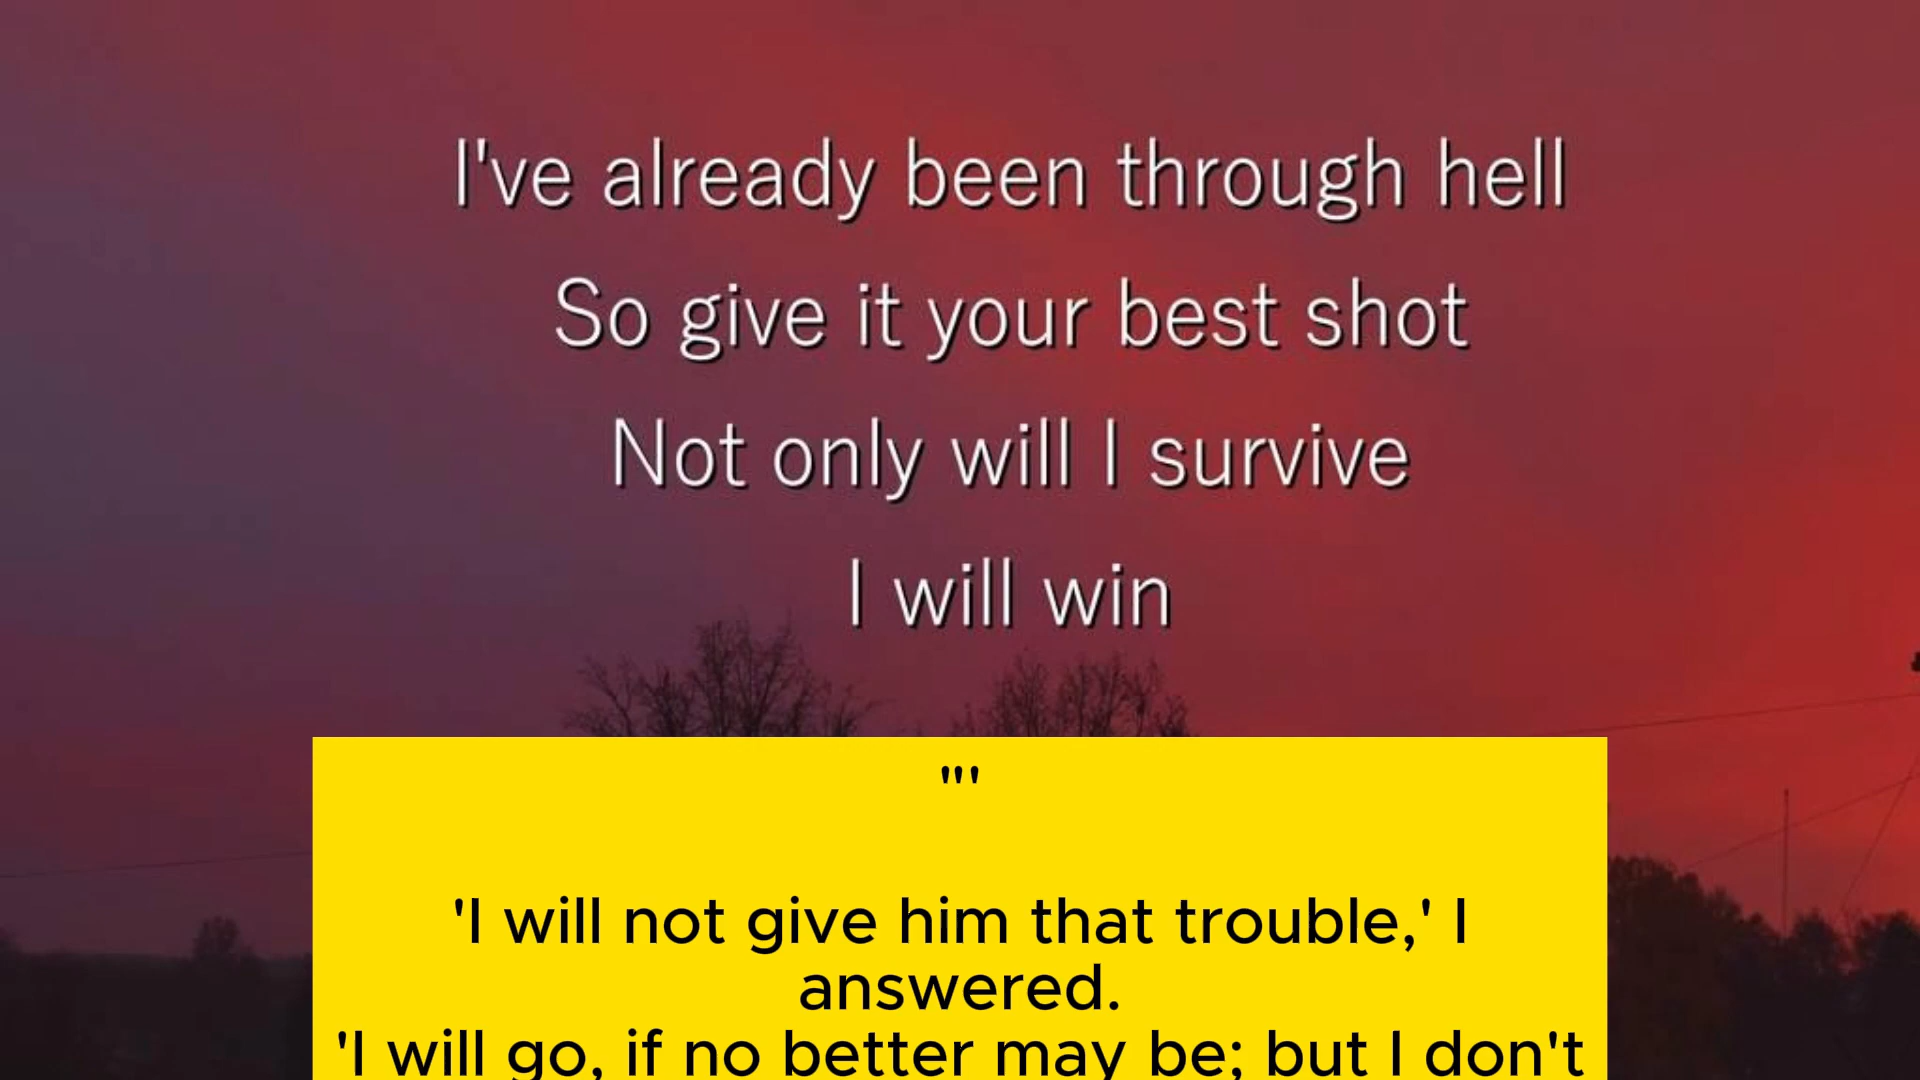 I've already been through hell
So give it your best shot
Not only will I survive
I will win
"'
'I will not give him that trouble,' I
answered.
'I will go, if no better may be; but I don't